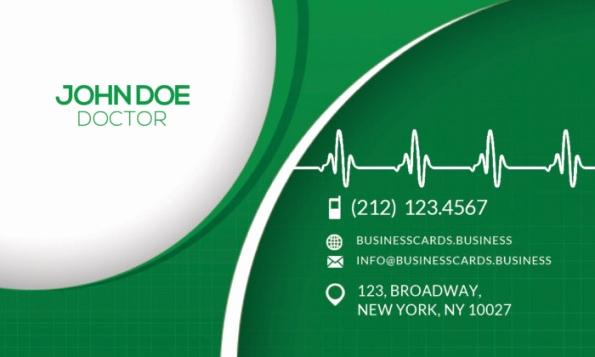 JOHN DOE
DOCTOR
(212) 123.4567
BUSINESSCARDS.BUSINESS
INFO@BUSINESSCARDS.BUSINESS
123, BROADWAY,
NEW YORK, NY 10027